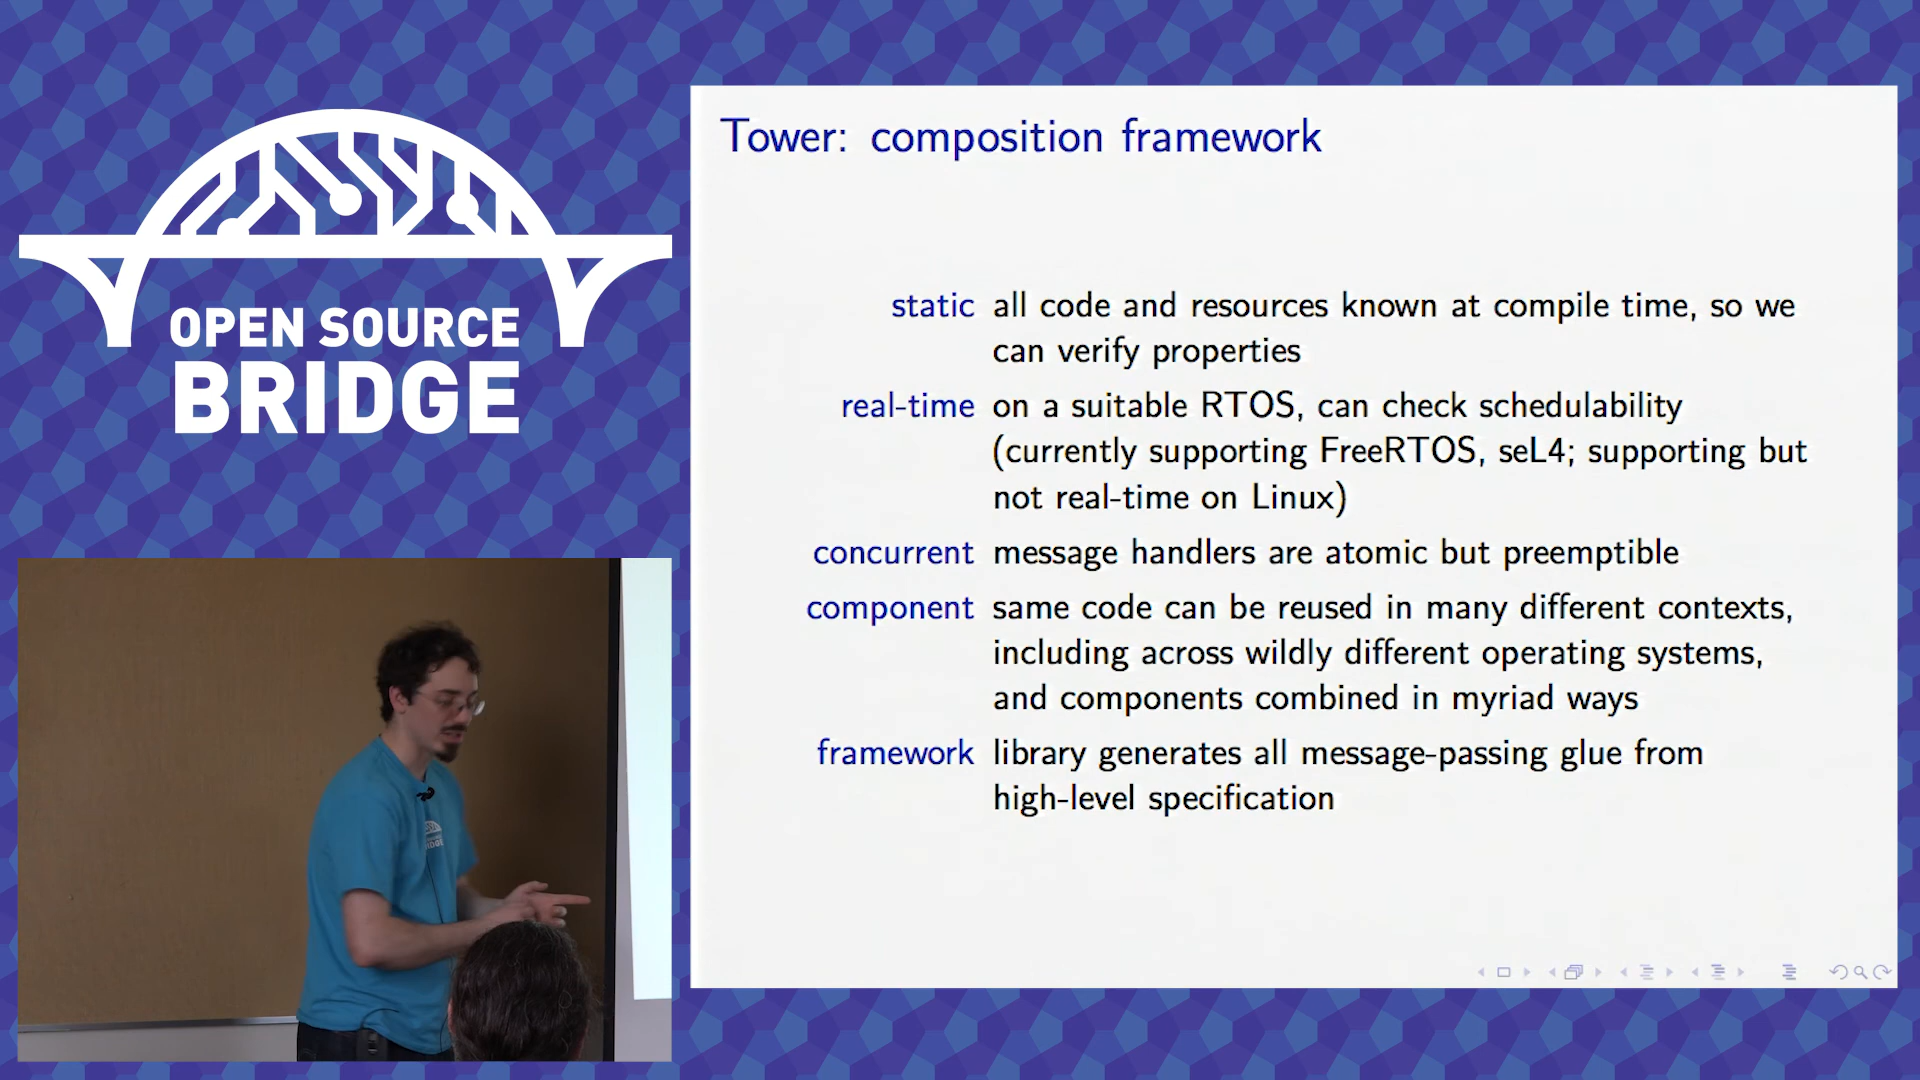 OPEN SOURCE
BRIDGE
Tower: composition framework
static all code and resources known at compile time, so we
can verify properties
real-time on a suitable RTOS, can check schedulability
(currently supporting FreeRTOS, seL4; supporting but
not real-time on Linux)
concurrent message handlers are atomic but preemptible
component same code can be reused in many different contexts,
including across wildly different operating systems,
and components combined in myriad ways
framework library generates all message-passing glue from
high-level specification